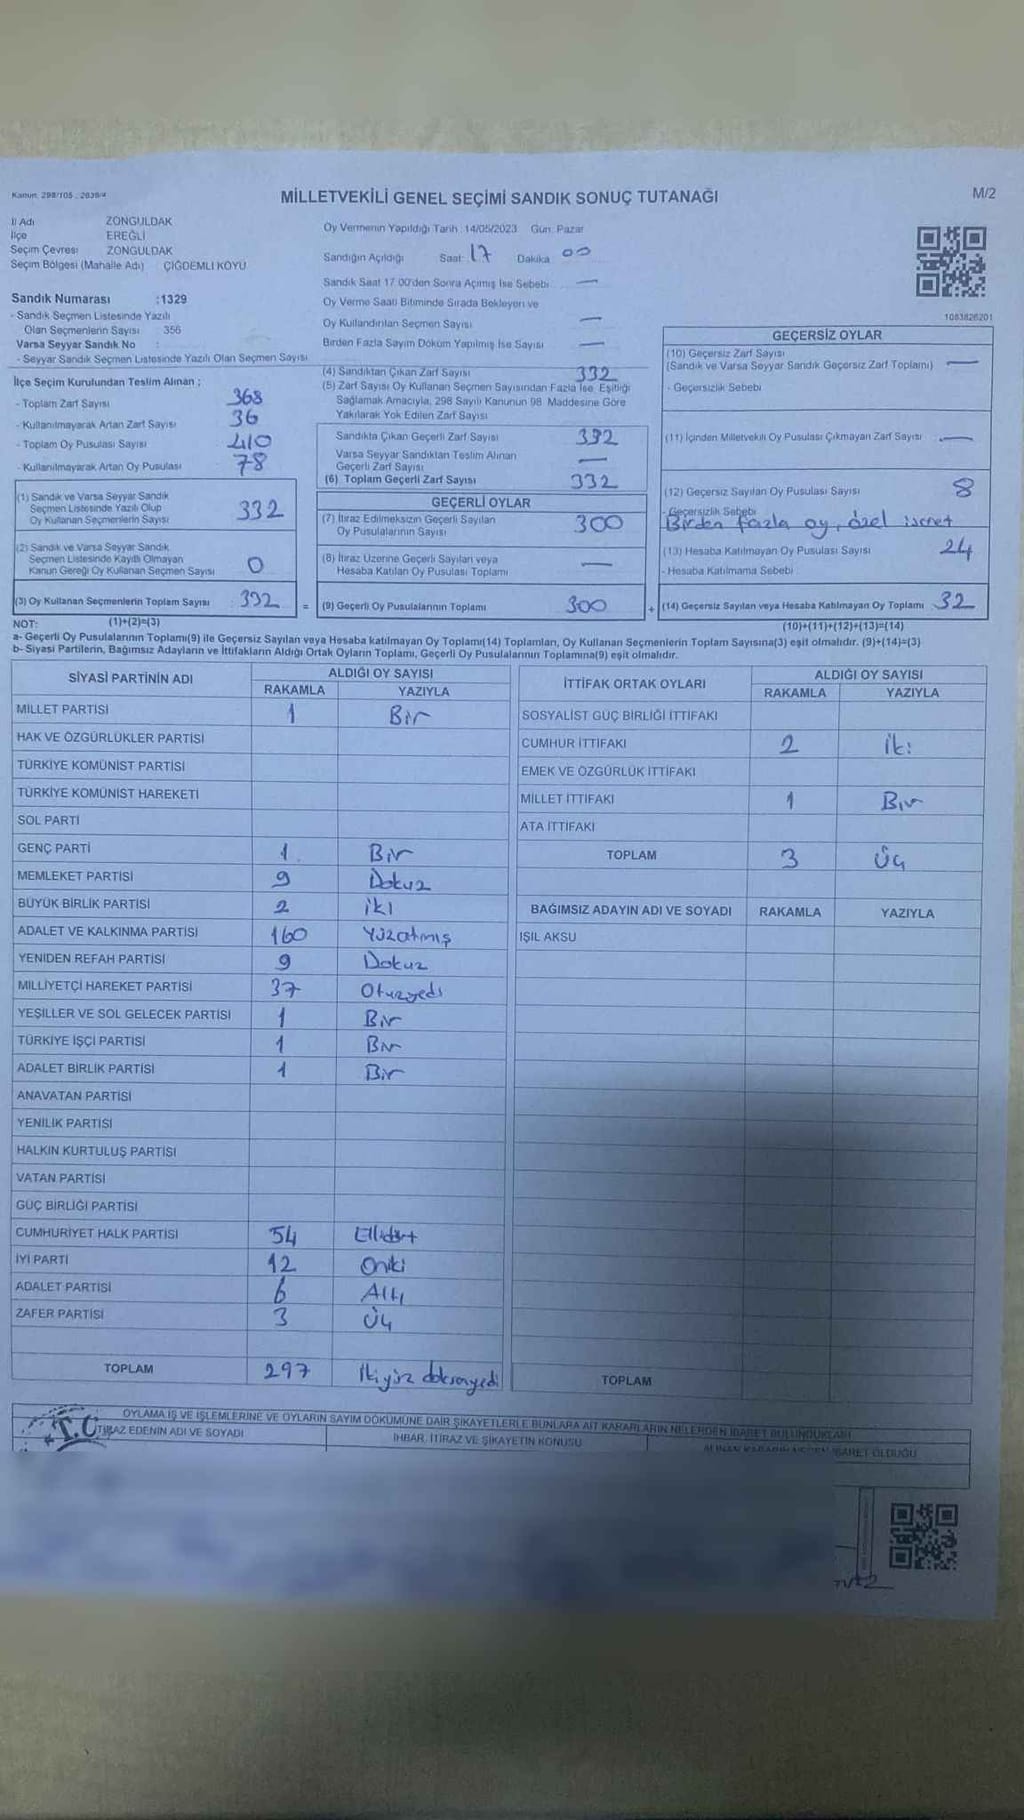 Kanun: 298/105 - 2839/4
MİLLETVEKİLİ GENEL SEÇİMİ SANDIK SONUÇ TUTANAĞI
M/2
İl Adı ZONGULDAK
İlçe EREĞLİ
Seçim Çevresi ZONGULDAK
Seçim Bölgesi (Mahalle Adı) ÇİĞDEMLİ KÖYÜ
Sandık Numarası :1329
- Sandık Seçmen Listesinde Yazılı
Olan Seçmenlerin Sayısı 356
Varsa Seyyar Sandık No :
- Seyyar Sandık Seçmen Listesinde Yazılı Olan Seçmen Sayısı
İlçe Seçim Kurulundan Teslim Alınan ;
- Toplam Zarf Sayısı 368
- Kullanılmayarak Artan Zarf Sayısı 36
- Toplam Oy Pusulası Sayısı 410
- Kullanılmayarak Artan Oy Pusulası 78
(1) Sandık ve Varsa Seyyar Sandık
Seçmen Listesinde Yazılı Olup
Oy Kullanan Seçmenlerin Sayısı 332
(2) Sandık ve Varsa Seyyar Sandık
Seçmen Listesinde Kayıtlı Olmayan
Kanun Gereği Oy Kullanan Seçmen Sayısı 0
(3) Oy Kullanan Seçmenlerin Toplam Sayısı 332 =
Oy Vermenin Yapıldığı Tarih : 14/05/2023 Gün: Pazar
Sandığın Açıldığı Saat: 17 Dakika 00
Sandık Saat 17.00'den Sonra Açımış İse Sebebi —
Oy Verme Saati Bitiminde Sırada Bekleyen ve
Oy Kullandırılan Seçmen Sayısı —
Birden Fazla Sayım Döküm Yapılmış İse Sayısı —
(4) Sandıktan Çıkan Zarf Sayısı 332
(5) Zarf Sayısı Oy Kullanan Seçmen Sayısından Fazla İse, Eşitliği
Sağlamak Amacıyla, 298 Sayılı Kanunun 98. Maddesine Göre
Yakılarak Yok Edilen Zarf Sayısı
Sandıkta Çıkan Geçerli Zarf Sayısı 332
Varsa Seyyar Sandıktan Teslim Alınan
Geçerli Zarf Sayısı —
(6) Toplam Geçerli Zarf Sayısı 332
GEÇERLİ OYLAR
(7) İtiraz Edilmeksizin Geçerli Sayılan
Oy Pusulalarının Sayısı 300
(8) İtiraz Üzerine Geçerli Sayılan veya
Hesaba Katılan Oy Pusulası Toplamı —
(9) Geçerli Oy Pusulalarının Toplamı 300 +
1083826201
GEÇERSİZ OYLAR
(10) Geçersiz Zarf Sayısı
(Sandık ve Varsa Seyyar Sandık Geçersiz Zarf Toplamı) —
- Geçersizlik Sebebi
(11) İçinden Milletvekili Oy Pusulası Çıkmayan Zarf Sayısı —
(12) Geçersiz Sayılan Oy Pusulası Sayısı 8
- Geçersizlik Sebebi
Birden fazla oy, özel işaret
(13) Hesaba Katılmayan Oy Pusulası Sayısı 24
- Hesaba Katılmama Sebebi
(14) Geçersiz Sayılan veya Hesaba Katılmayan Oy Toplamı 32
NOT: (1)+(2)=(3)
(10)+(11)+(12)+(13)=(14)
a- Geçerli Oy Pusulalarının Toplamı(9) ile Geçersiz Sayılan veya Hesaba katılmayan Oy Toplamı(14) Toplamları, Oy Kullanan Seçmenlerin Toplam Sayısına(3) eşit olmalıdır. (9)+(14)=(3)
b- Siyasi Partilerin, Bağımsız Adayların ve İttifakların Aldığı Ortak Oyların Toplamı, Geçerli Oy Pusulalarının Toplamına(9) eşit olmalıdır.
SİYASİ PARTİNİN ADI
ALDIĞI OY SAYISI
RAKAMLA YAZIYLA
MİLLET PARTİSİ 1 Bir
HAK VE ÖZGÜRLÜKLER PARTİSİ
TÜRKİYE KOMÜNİST PARTİSİ
TÜRKİYE KOMÜNİST HAREKETİ
SOL PARTİ
GENÇ PARTİ 1 Bir
MEMLEKET PARTİSİ 9 Dokuz
BÜYÜK BİRLİK PARTİSİ 2 iki
ADALET VE KALKINMA PARTİSİ 160 Yüzatmış
YENİDEN REFAH PARTİSİ 9 Dokuz
MİLLİYETÇİ HAREKET PARTİSİ 37 Otuzyedi
YEŞİLLER VE SOL GELECEK PARTİSİ 1 Bir
TÜRKİYE İŞÇİ PARTİSİ 1 Bir
ADALET BİRLİK PARTİSİ 1 Bir
ANAVATAN PARTİSİ
YENİLİK PARTİSİ
HALKIN KURTULUŞ PARTİSİ
VATAN PARTİSİ
GÜÇ BİRLİĞİ PARTİSİ
CUMHURİYET HALK PARTİSİ 54 Ellidört
İYİ PARTİ 12 Oniki
ADALET PARTİSİ 6 Altı
ZAFER PARTİSİ 3 Üç
TOPLAM 297 İkiyüz doksanyedi
İTTİFAK ORTAK OYLARI
ALDIĞI OY SAYISI
RAKAMLA YAZIYLA
SOSYALİST GÜÇ BİRLİĞİ İTTİFAKI
CUMHUR İTTİFAKI 2 İki
EMEK VE ÖZGÜRLÜK İTTİFAKI
MİLLET İTTİFAKI 1 Bir
ATA İTTİFAKI
TOPLAM 3 Üç
BAĞIMSIZ ADAYIN ADI VE SOYADI RAKAMLA YAZIYLA
IŞIL AKSU
TOPLAM
OYLAMA İŞ VE İŞLEMLERİNE VE OYLARIN SAYIM DÖKÜMÜNE DAİR ŞİKAYETLERLE BUNLARA AİT KARARLARIN NELERDEN İBARET BULUNDUKLARI
T.C.
İTİRAZ EDENİN ADI VE SOYADI
İHBAR, İTİRAZ VE ŞİKAYETİN KONUSU
ALINAN KARARIN NEDEN İBARET OLDUĞU